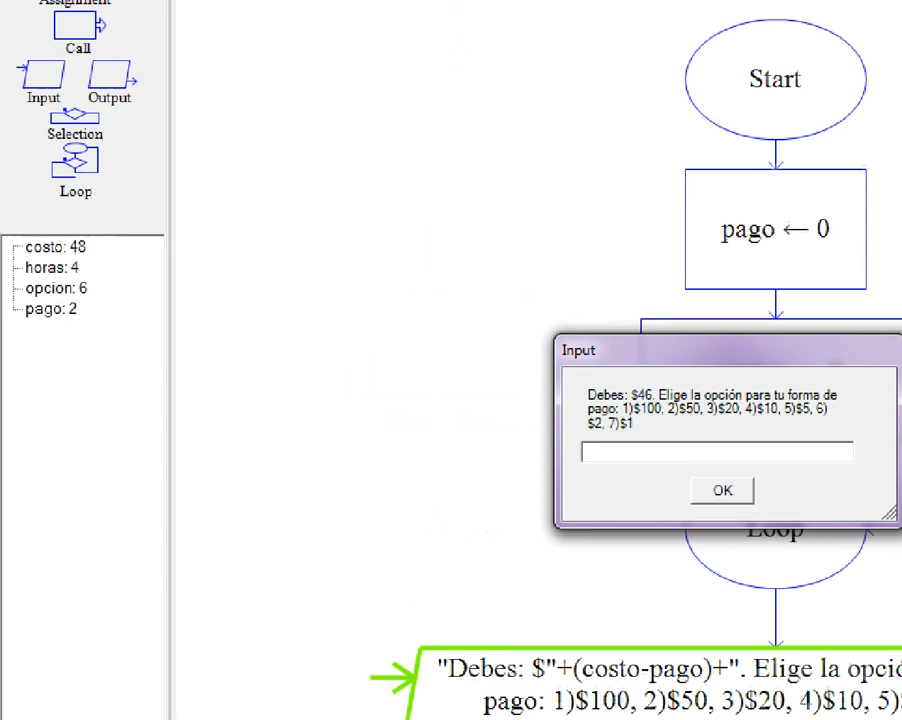 Assignment
Call
Input
Output
Selection
Loop
costo: 48
horas: 4
opcion: 6
pago: 2
Start
pago ← 0
Input
Debes: $46. Elige la opción para tu forma de
pago: 1)$100, 2)$50, 3)$20, 4)$10, 5)$5, 6)
$2, 7)$1
OK
Loop
"Debes: $"+(costo-pago)+". Elige la opció
pago: 1)$100, 2)$50, 3)$20, 4)$10, 5)